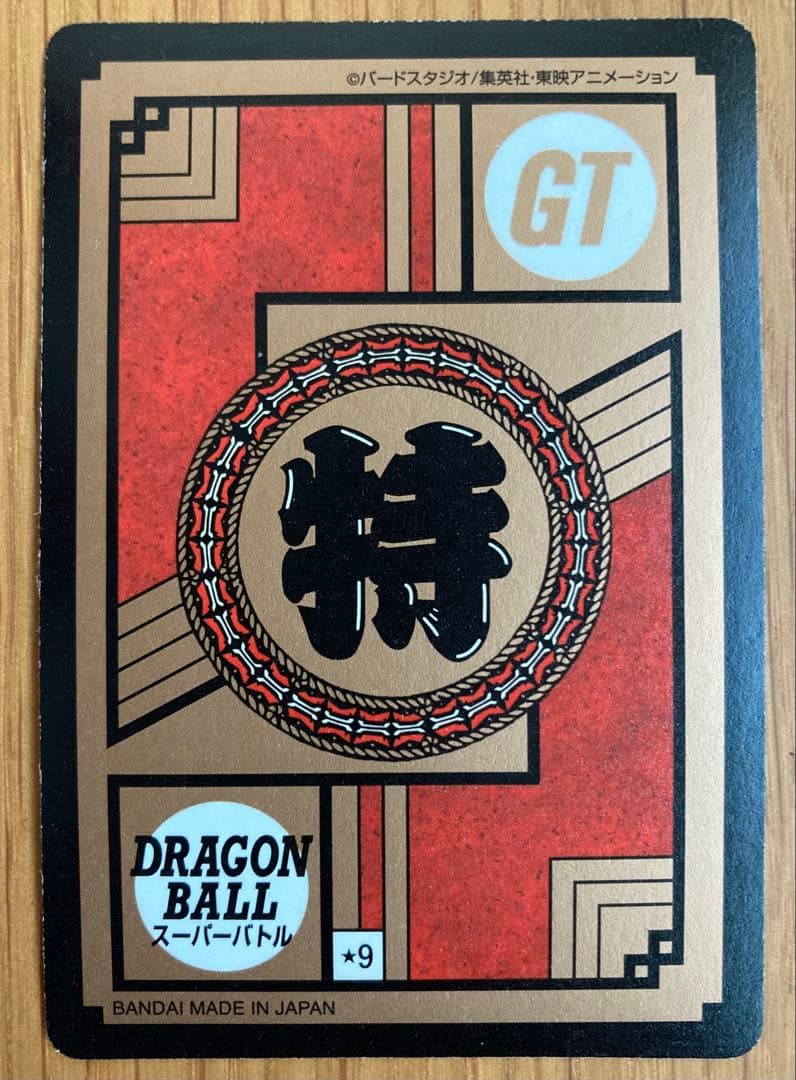 ©バードスタジオ/集英社・東映アニメーション
GT
特
DRAGON
BALL
スーパーバトル
★9
BANDAI MADE IN JAPAN